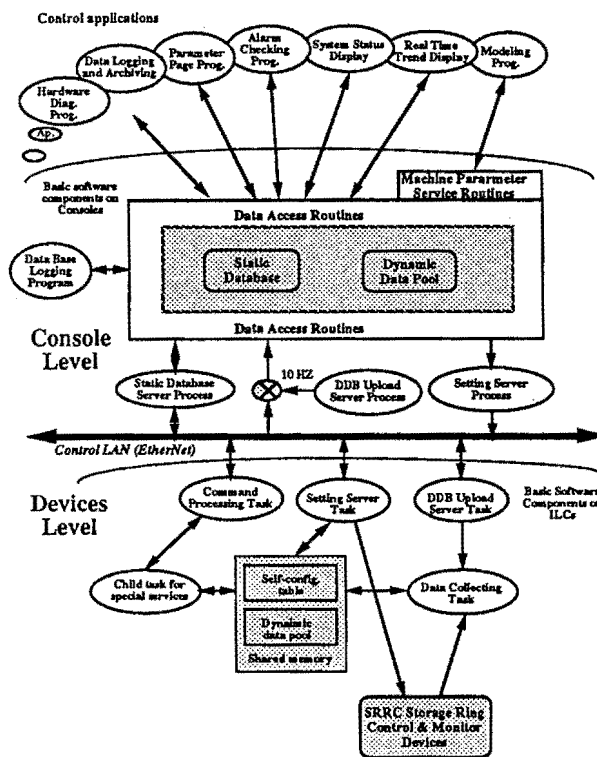 Control applications
Alarm
Checking Prog.
System Status
Display
Real Time
Trend Display
Parameter
Page Prog.
Modeling
Prog.
Data Logging
and Archiving
Hardware
Diag.
Prog.
Ap.
Basic software
components on
Consoles
Machine Pararmeter
Service Routines
Data Access Routines
Static
Database
Dynamic
Data Pool
Data Base
Logging
Program
Data Access Routines
Console
Level
10 HZ
Static Database
Server Process
DDB Upload
Server Process
Setting Server
Process
Control LAN (EtherNet)
Devices
Level
Command
Processing Task
Setting Server
Task
DDB Upload
Server Task
Basic Software
Components on
ILCs
Child task for
special services
Self-config.
table
Dynaimic
data pool
Shared memory
Data Collecting
Task
SRRC Storage Ring
Control & Monitor
Devices